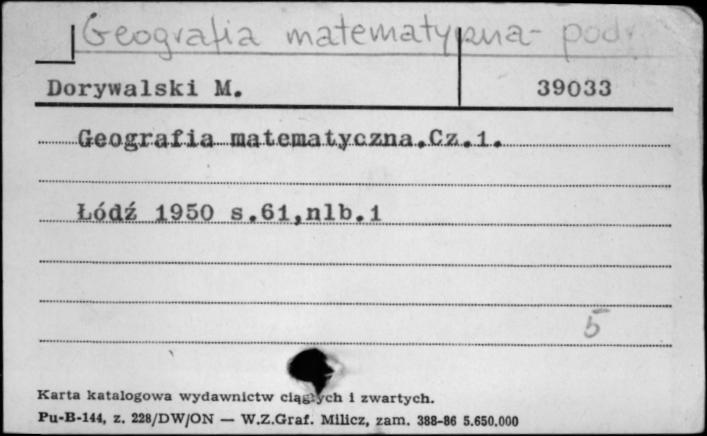 Geografia matematyczna - podr.
Dorywalski M.
39033
Geografia matematyczna.Cz.1.
Łódź 1950 s.61,nlb.1
5
Karta katalogowa wydawnictw ciągłych i zwartych.
Pu-B-144, z. 228/DW/ON — W.Z.Graf. Milicz, zam. 388-86 5.650.000